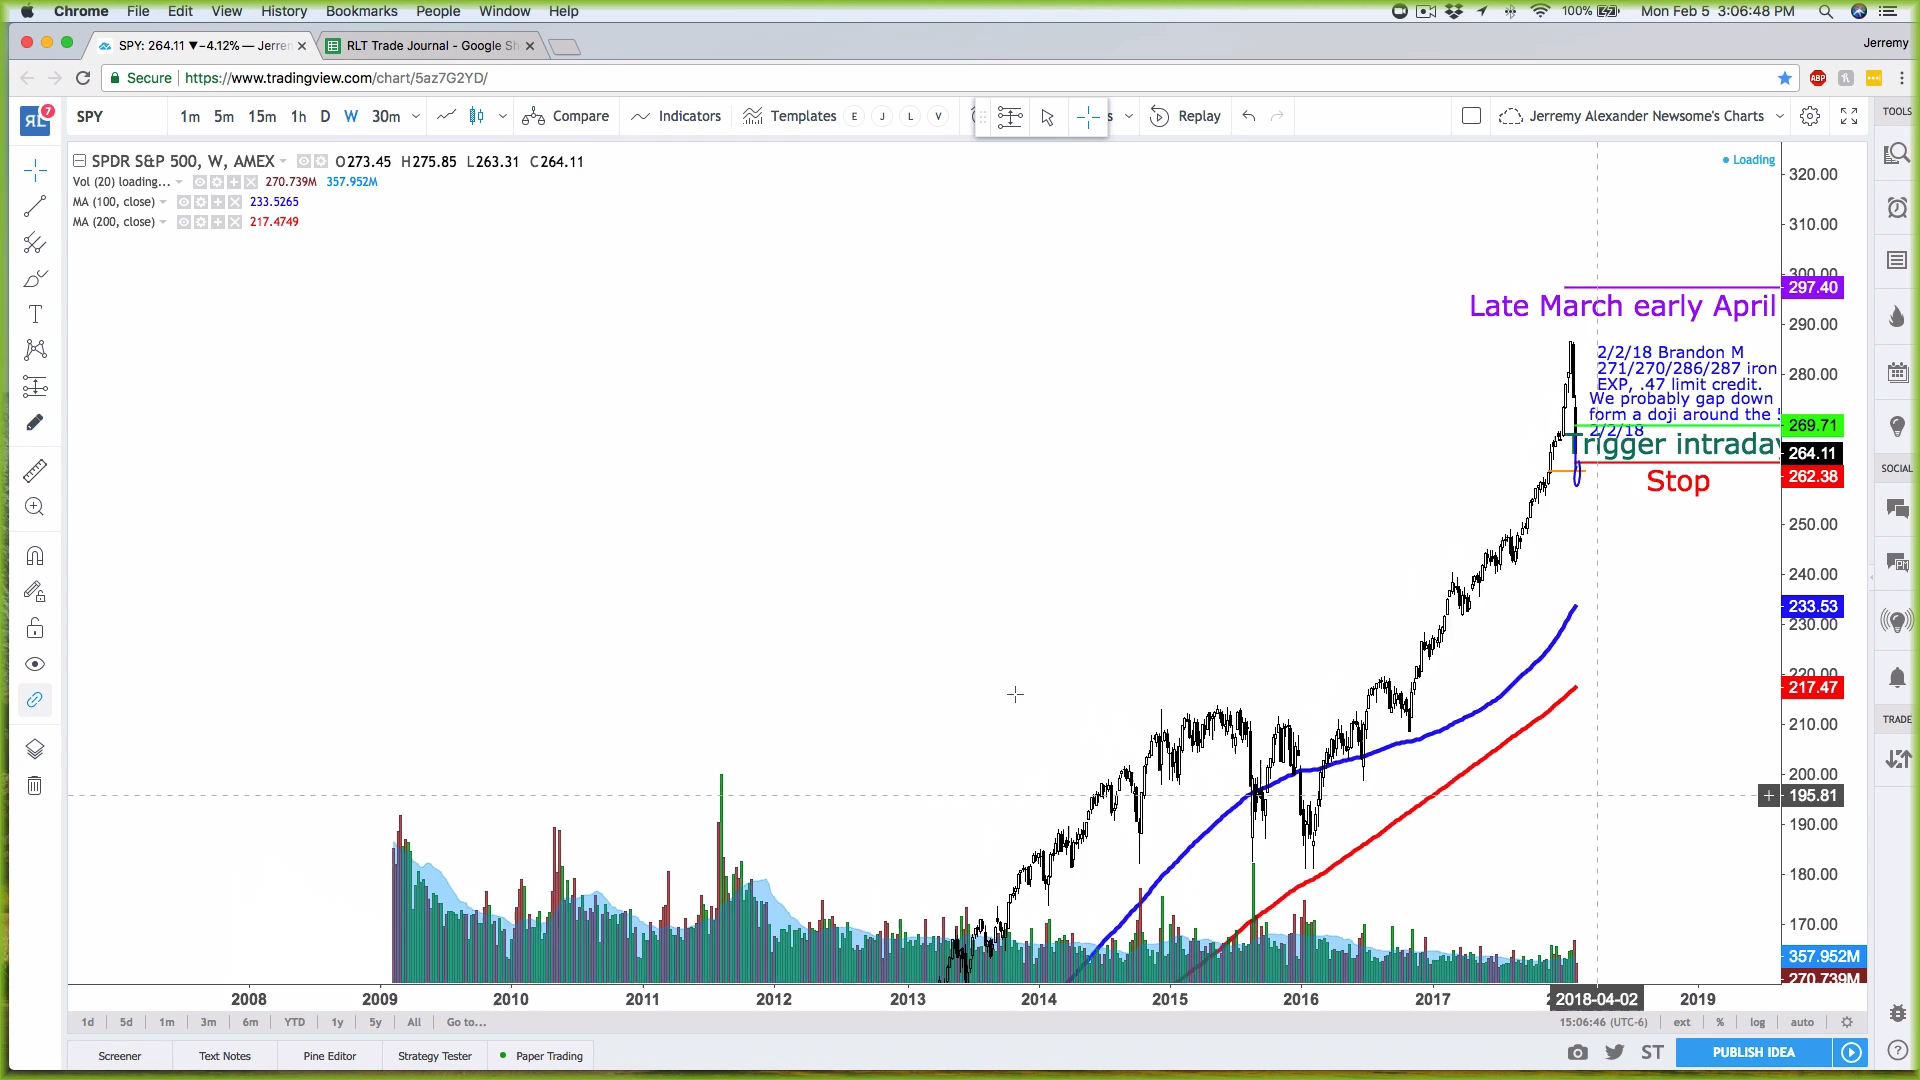 Chrome File Edit View History Bookmarks People Window Help 100% Mon Feb 5 3:06:48 PM
SPY: 264.11 ▼−4.12% — Jerren RLT Trade Journal - Google Sh Jerremy
Secure https://www.tradingview.com/chart/5az7G2YD/ ABP
7 SPY 1m 5m 15m 1h D W 30m Compare Indicators Templates E J L V s Replay Jerremy Alexander Newsome's Charts TOOLS
SPDR S&P 500, W, AMEX O273.45 H275.85 L263.31 C264.11 Loading
Vol (20) loading... 270.739M 357.952M
MA (100, close) 233.5265
MA (200, close) 217.4749
320.00
310.00
300.00
297.40
Late March early April
290.00
2/2/18 Brandon M
271/270/286/287 iron
EXP, .47 limit credit.
280.00
We probably gap down
form a doji around the
2/2/18
269.71
Trigger intraday
264.11
262.38
Stop
SOCIAL
250.00
240.00
233.53
230.00
220.00
217.47
210.00
TRADE
200.00
195.81
190.00
180.00
170.00
357.952M
270.739M
2008 2009 2010 2011 2012 2013 2014 2015 2016 2017 2018-04-02 2019
1d 5d 1m 3m 6m YTD 1y 5y All Go to... 15:06:46 (UTC-6) ext % log auto
Screener Text Notes Pine Editor Strategy Tester Paper Trading ST PUBLISH IDEA